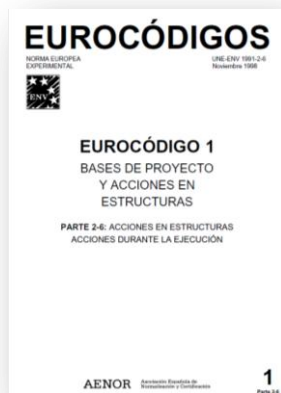 EUROCÓDIGOS
NORMA EUROPEA
EXPERIMENTAL
UNE-ENV 1991-2-6
Noviembre 1998
ENV
EUROCÓDIGO 1
BASES DE PROYECTO
Y ACCIONES EN
ESTRUCTURAS
PARTE 2-6: ACCIONES EN ESTRUCTURAS
ACCIONES DURANTE LA EJECUCIÓN
AENOR
Asociación Española de
Normalización y Certificación
1
Parte 2-6